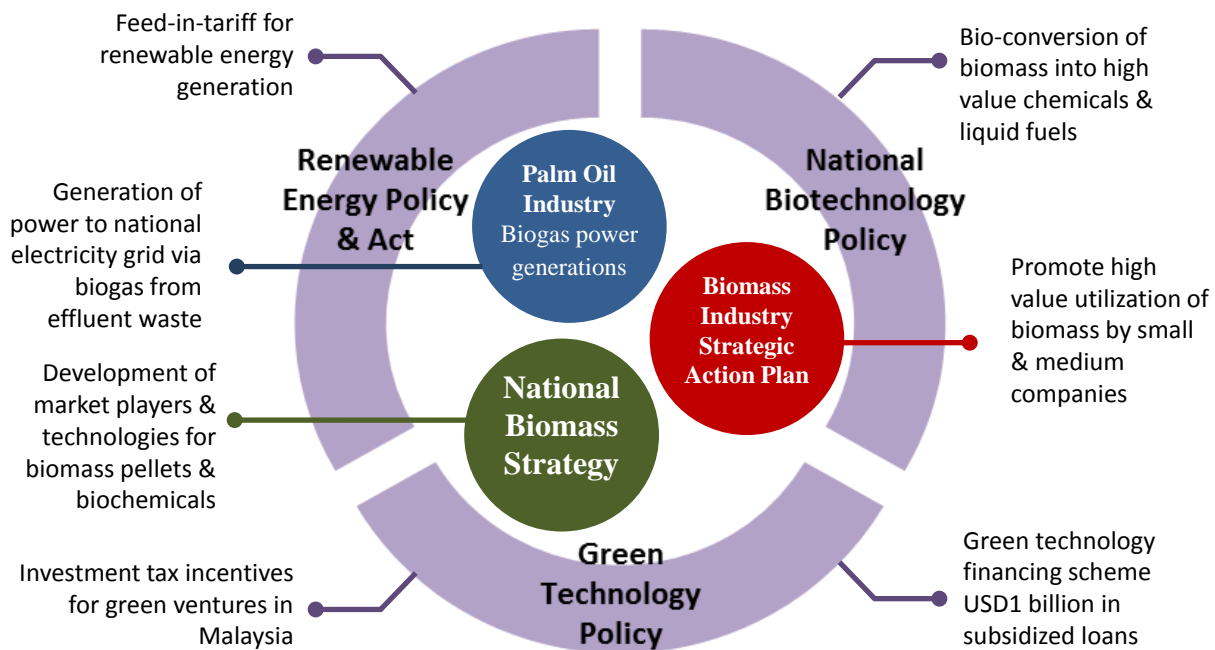 Feed-in-tariff for
renewable energy
generation
Bio-conversion of
biomass into high
value chemicals &
liquid fuels
Renewable
Energy Policy
& Act
Palm Oil
Industry
Biogas power
generations
National
Biotechnology
Policy
Generation of
power to national
electricity grid via
biogas from
effluent waste
Biomass
Industry
Strategic
Action Plan
Promote high
value utilization of
biomass by small
& medium
companies
Development of
market players &
technologies for
biomass pellets &
biochemicals
National
Biomass
Strategy
Investment tax incentives
for green ventures in
Malaysia
Green
Technology
Policy
Green technology
financing scheme
USD1 billion in
subsidized loans